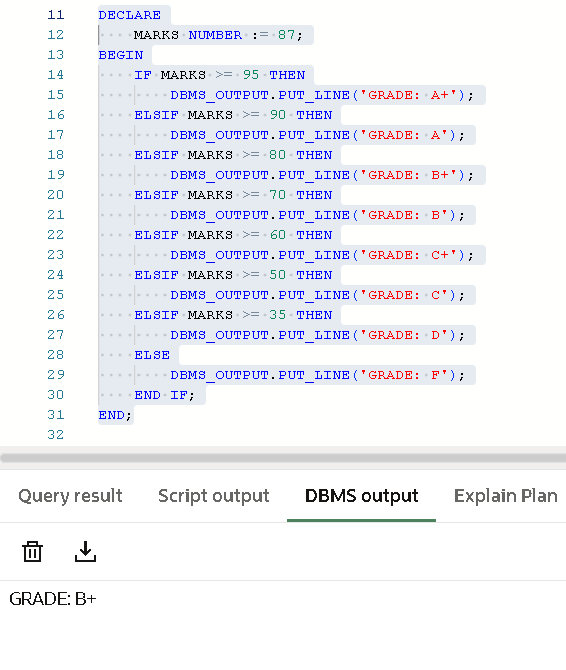 11 DECLARE
12     MARKS NUMBER := 87;
13 BEGIN
14     IF MARKS >= 95 THEN
15         DBMS_OUTPUT.PUT_LINE('GRADE: A+');
16     ELSIF MARKS >= 90 THEN
17         DBMS_OUTPUT.PUT_LINE('GRADE: A');
18     ELSIF MARKS >= 80 THEN
19         DBMS_OUTPUT.PUT_LINE('GRADE: B+');
20     ELSIF MARKS >= 70 THEN
21         DBMS_OUTPUT.PUT_LINE('GRADE: B');
22     ELSIF MARKS >= 60 THEN
23         DBMS_OUTPUT.PUT_LINE('GRADE: C+');
24     ELSIF MARKS >= 50 THEN
25         DBMS_OUTPUT.PUT_LINE('GRADE: C');
26     ELSIF MARKS >= 35 THEN
27         DBMS_OUTPUT.PUT_LINE('GRADE: D');
28     ELSE
29         DBMS_OUTPUT.PUT_LINE('GRADE: F');
30     END IF;
31 END;
32
Query result Script output DBMS output Explain Plan
GRADE: B+